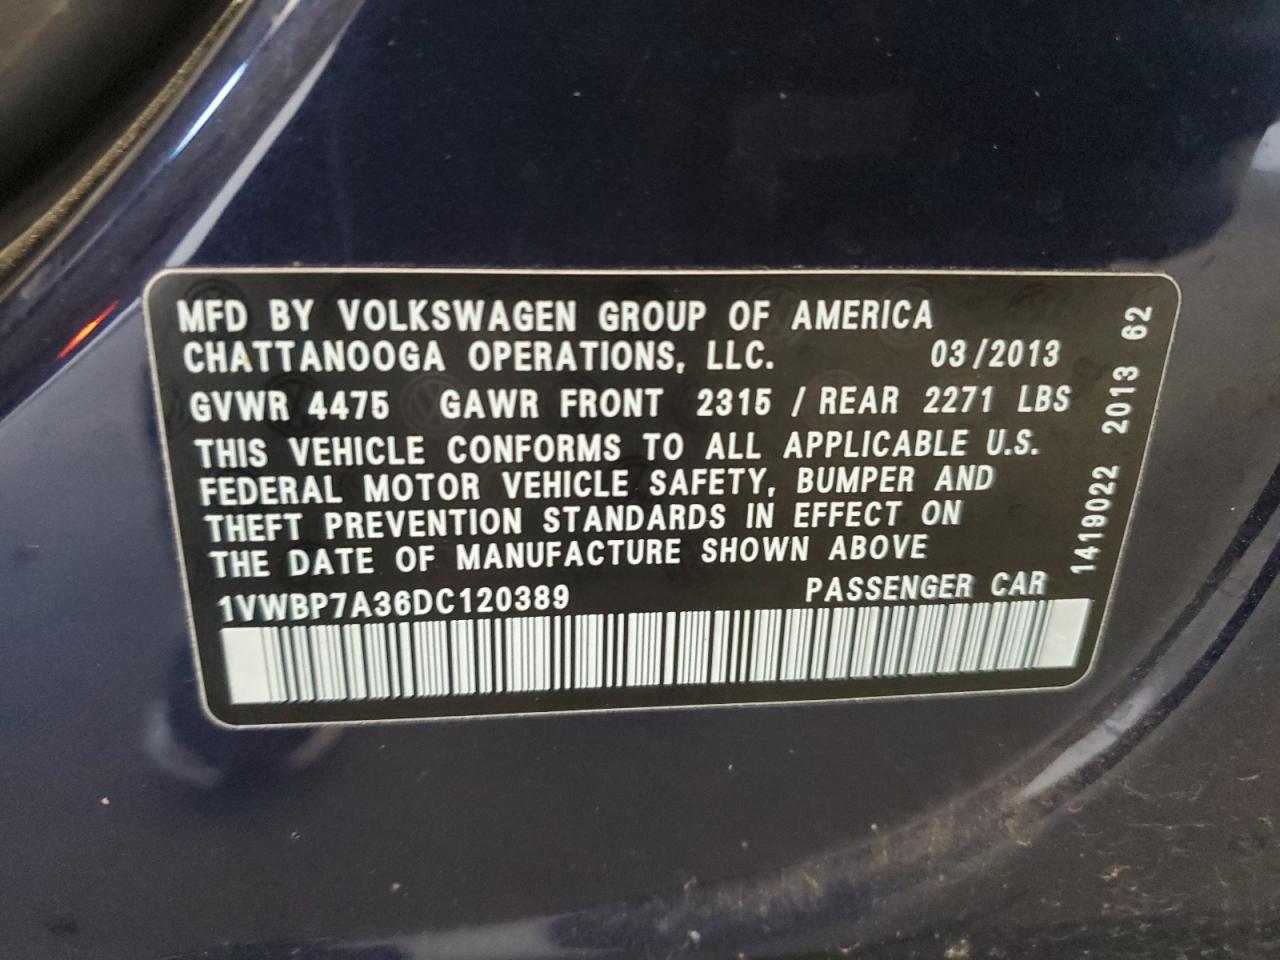 MFD BY VOLKSWAGEN GROUP OF AMERICA
CHATTANOOGA OPERATIONS, LLC. 03/2013
GVWR 4475 GAWR FRONT 2315 / REAR 2271 LBS
THIS VEHICLE CONFORMS TO ALL APPLICABLE U.S.
FEDERAL MOTOR VEHICLE SAFETY, BUMPER AND
THEFT PREVENTION STANDARDS IN EFFECT ON
THE DATE OF MANUFACTURE SHOWN ABOVE
1VWBP7A36DC120389 PASSENGER CAR
1419022 2013 62